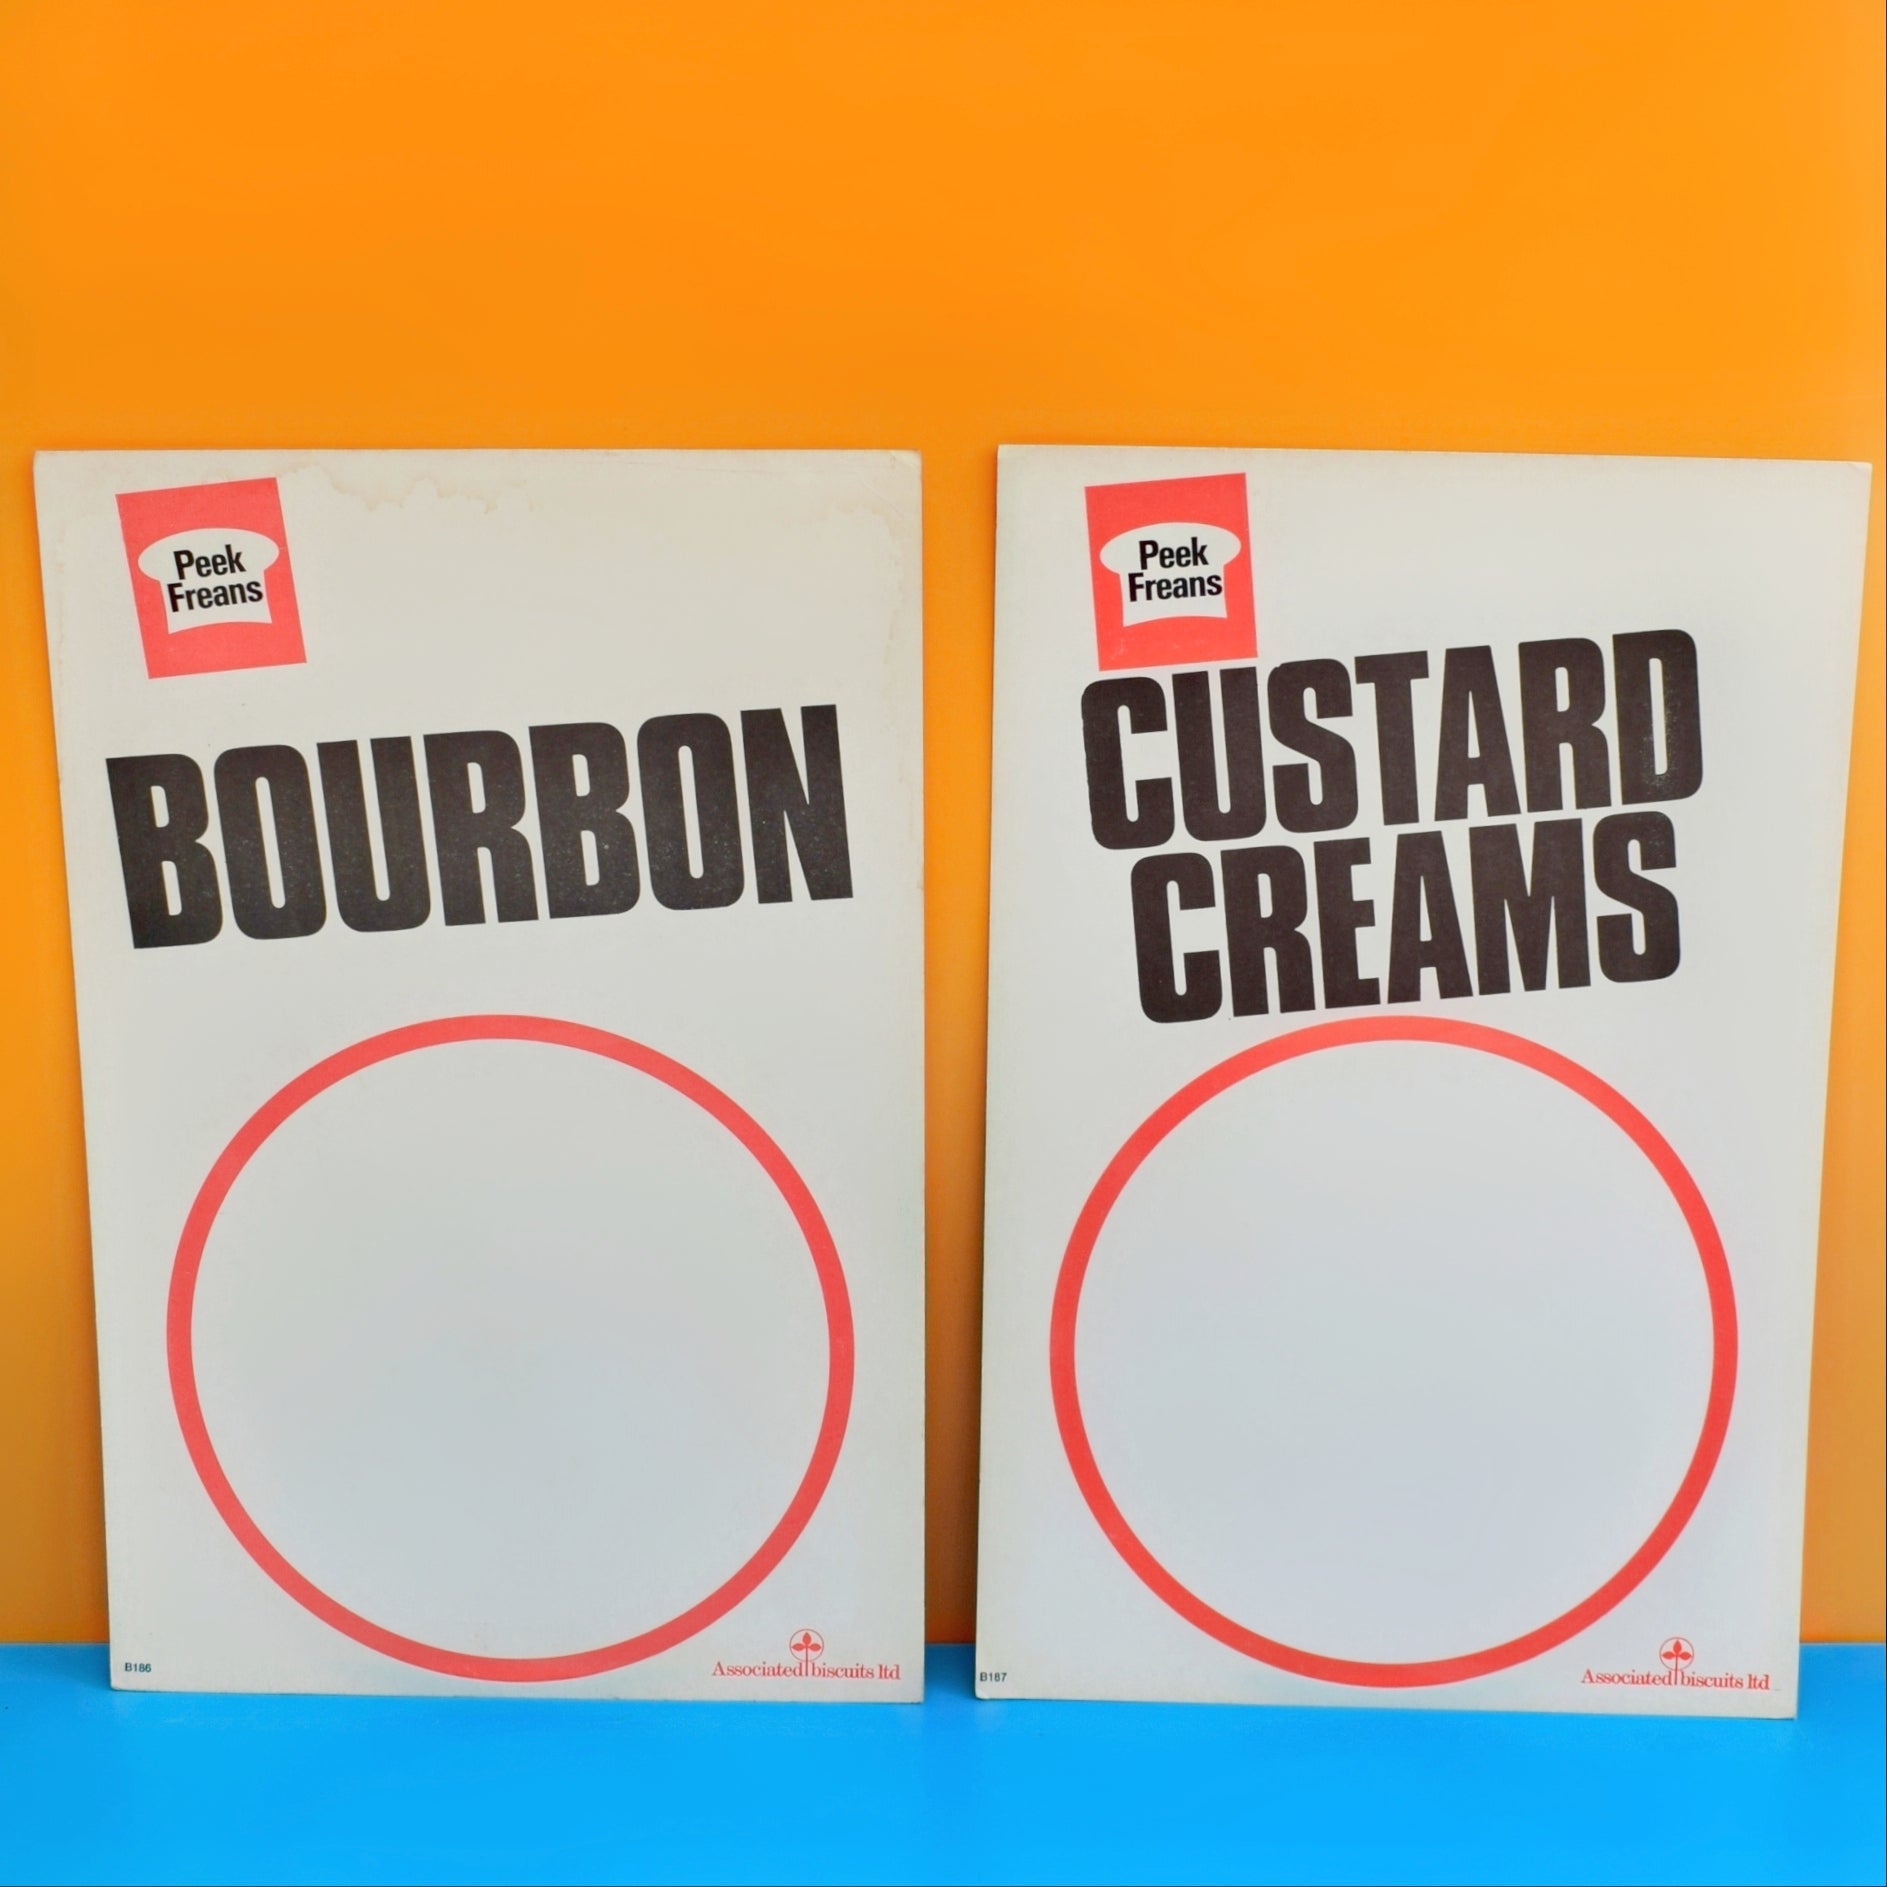 Peek
Freans
BOURBON
B186
Associated biscuits ltd
Peek
Freans
CUSTARD
CREAMS
B187
Associated biscuits ltd